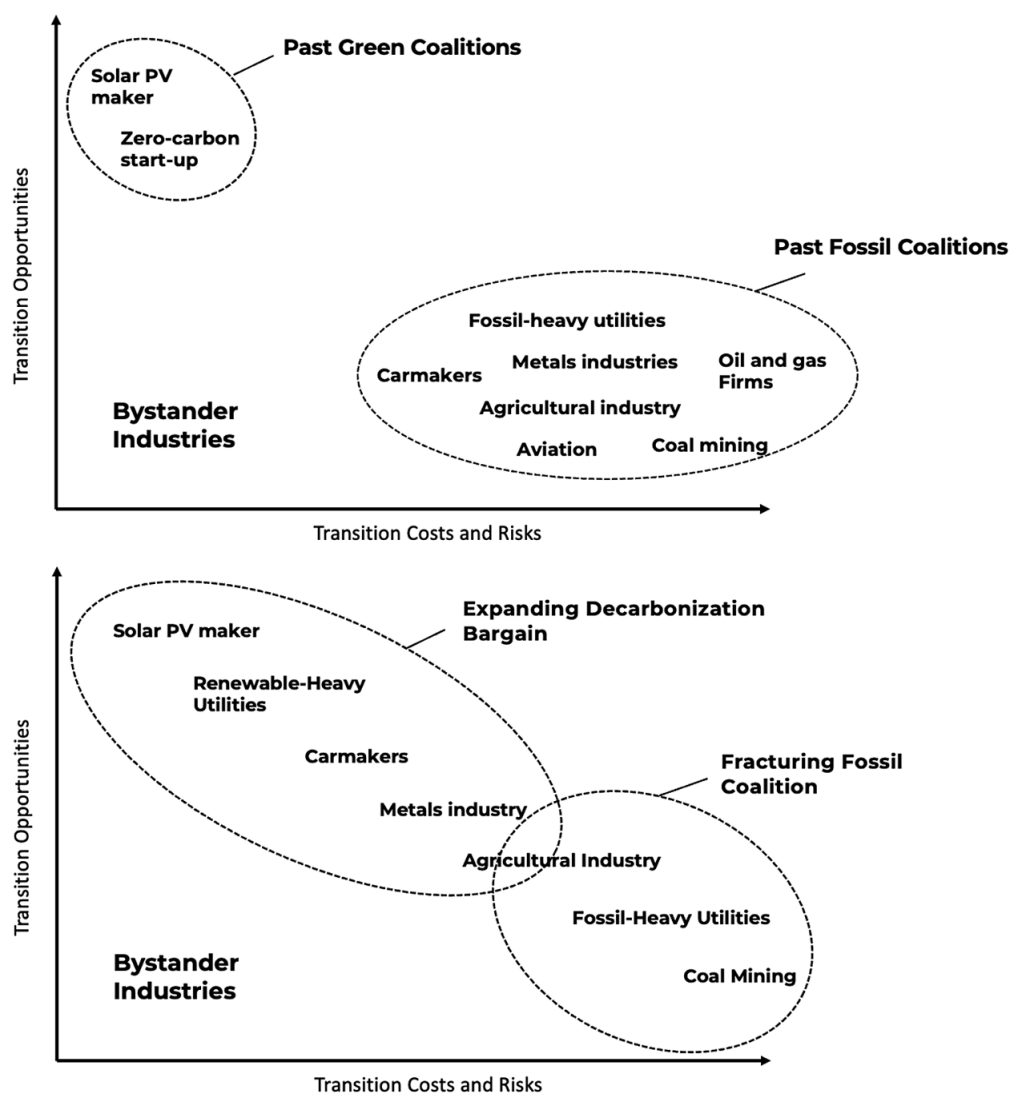 Past Green Coalitions
Solar PV
maker
Zero-carbon
start-up
Transition Opportunities
Past Fossil Coalitions
Fossil-heavy utilities
Metals industries
Oil and gas
Firms
Carmakers
Agricultural industry
Aviation
Coal mining
Bystander
Industries
Transition Costs and Risks
Expanding Decarbonization
Bargain
Solar PV maker
Renewable-Heavy
Utilities
Carmakers
Metals industry
Transition Opportunities
Fracturing Fossil
Coalition
Agricultural Industry
Fossil-Heavy Utilities
Coal Mining
Bystander
Industries
Transition Costs and Risks